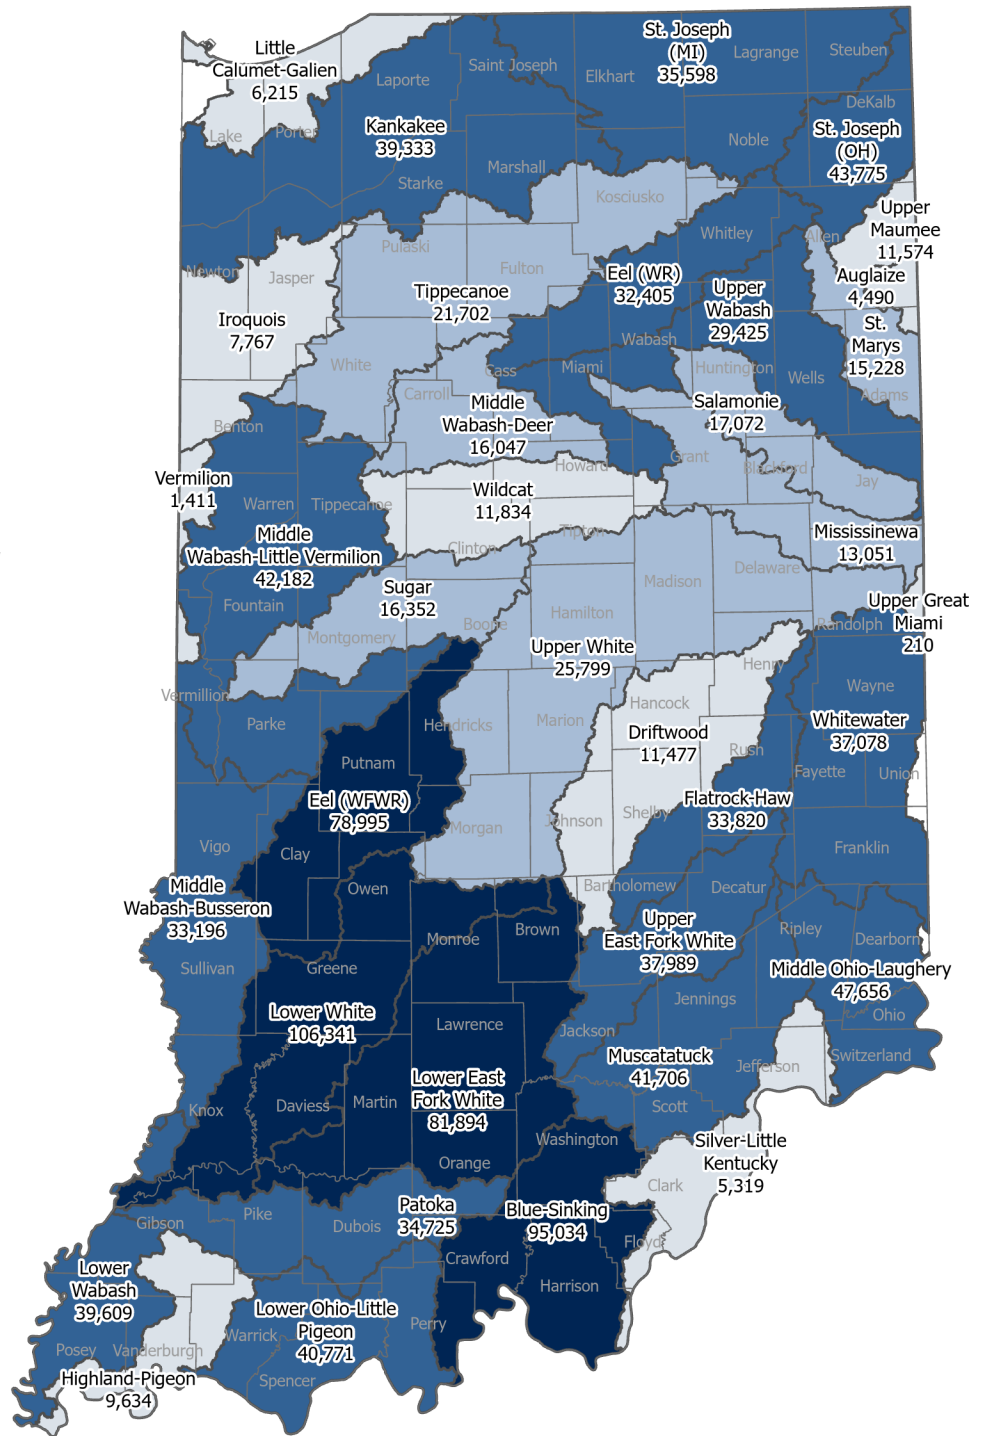 St. Joseph
(MI)
35,598
Lagrange
Steuben
Little
Calumet-Galien
6,215
Saint Joseph
Elkhart
Laporte
DeKalb
Lake
Porter
Kankakee
39,333
Noble
St. Joseph
(OH)
43,775
Marshall
Starke
Kosciusko
Upper
Maumee
11,574
Pulaski
Whitley
Allen
Newton
Jasper
Fulton
Eel (WR)
32,405
Auglaize
4,490
Tippecanoe
21,702
Upper
Wabash
29,425
Iroquois
7,767
St.
Marys
15,228
Wabash
White
Cass
Miami
Huntington
Wells
Carroll
Adams
Middle
Wabash-Deer
16,047
Salamonie
17,072
Benton
Howard
Grant
Blackford
Jay
Vermilion
1,411
Warren
Tippecanoe
Wildcat
11,834
Middle
Wabash-Little Vermilion
42,182
Clinton
Tipton
Mississinewa
13,051
Sugar
16,352
Madison
Delaware
Fountain
Hamilton
Upper Great
Miami
210
Montgomery
Boone
Randolph
Upper White
25,799
Henry
Vermillion
Wayne
Hancock
Parke
Hendricks
Marion
Driftwood
11,477
Whitewater
37,078
Putnam
Rush
Fayette
Union
Eel (WFWR)
78,995
Flatrock-Haw
33,820
Shelby
Morgan
Johnson
Vigo
Clay
Franklin
Owen
Bartholomew
Decatur
Middle
Wabash-Busseron
33,196
Upper
East Fork White
37,989
Brown
Monroe
Ripley
Dearborn
Sullivan
Greene
Middle Ohio-Laughery
47,656
Jennings
Ohio
Lower White
106,341
Lawrence
Jackson
Muscatatuck
41,706
Jefferson
Switzerland
Lower East
Fork White
81,894
Knox
Daviess
Martin
Scott
Washington
Silver-Little
Kentucky
5,319
Orange
Clark
Patoka
34,725
Blue-Sinking
95,034
Gibson
Pike
Dubois
Floyd
Crawford
Lower
Wabash
39,609
Harrison
Lower Ohio-Little
Pigeon
40,771
Perry
Warrick
Posey
Vanderburgh
Spencer
Highland-Pigeon
9,634